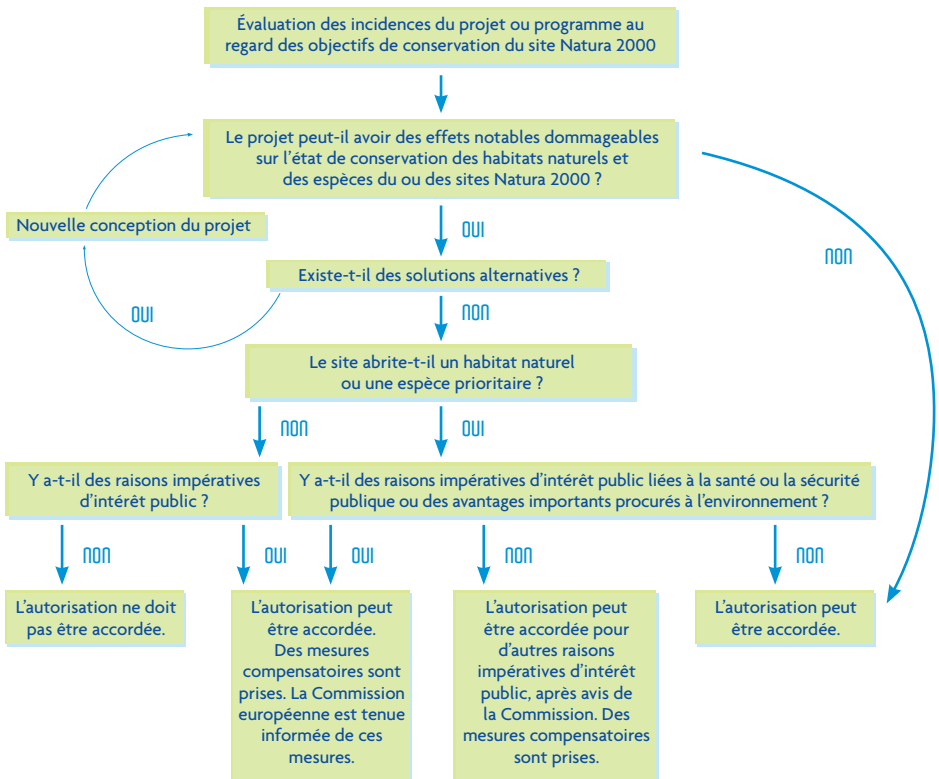 Évaluation des incidences du projet ou programme au
regard des objectifs de conservation du site Natura 2000
Le projet peut-il avoir des effets notables dommageables
sur l'état de conservation des habitats naturels et
des espèces du ou des sites Natura 2000 ?
Nouvelle conception du projet
OUI
NON
Existe-t-il des solutions alternatives ?
OUI
NON
Le site abrite-t-il un habitat naturel
ou une espèce prioritaire ?
NON
OUI
Y a-t-il des raisons impératives
d'intérêt public ?
Y a-t-il des raisons impératives d'intérêt public liées à la santé ou la sécurité
publique ou des avantages importants procurés à l'environnement ?
NON
OUI
OUI
NON
NON
L'autorisation ne doit
pas être accordée.
L'autorisation peut
être accordée.
Des mesures
compensatoires sont
prises. La Commission
européenne est tenue
informée de ces
mesures.
L'autorisation peut
être accordée pour
d'autres raisons
impératives d'intérêt
public, après avis de
la Commission. Des
mesures compensatoires
sont prises.
L'autorisation peut
être accordée.